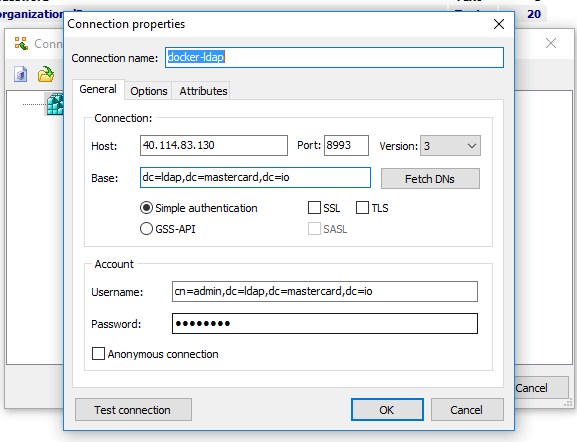 20
Conn
Connection properties
Connection name: docker-ldap
General Options Attributes
Connection:
Host: 40.114.83.130 Port: 8993 Version: 3
Base: dc=ldap,dc=mastercard,dc=io Fetch DNs
Simple authentication SSL TLS
GSS-API SASL
Account
Username: cn=admin,dc=ldap,dc=mastercard,dc=io
Password: ●●●●●●●●
Anonymous connection
Test connection OK Cancel
Cancel